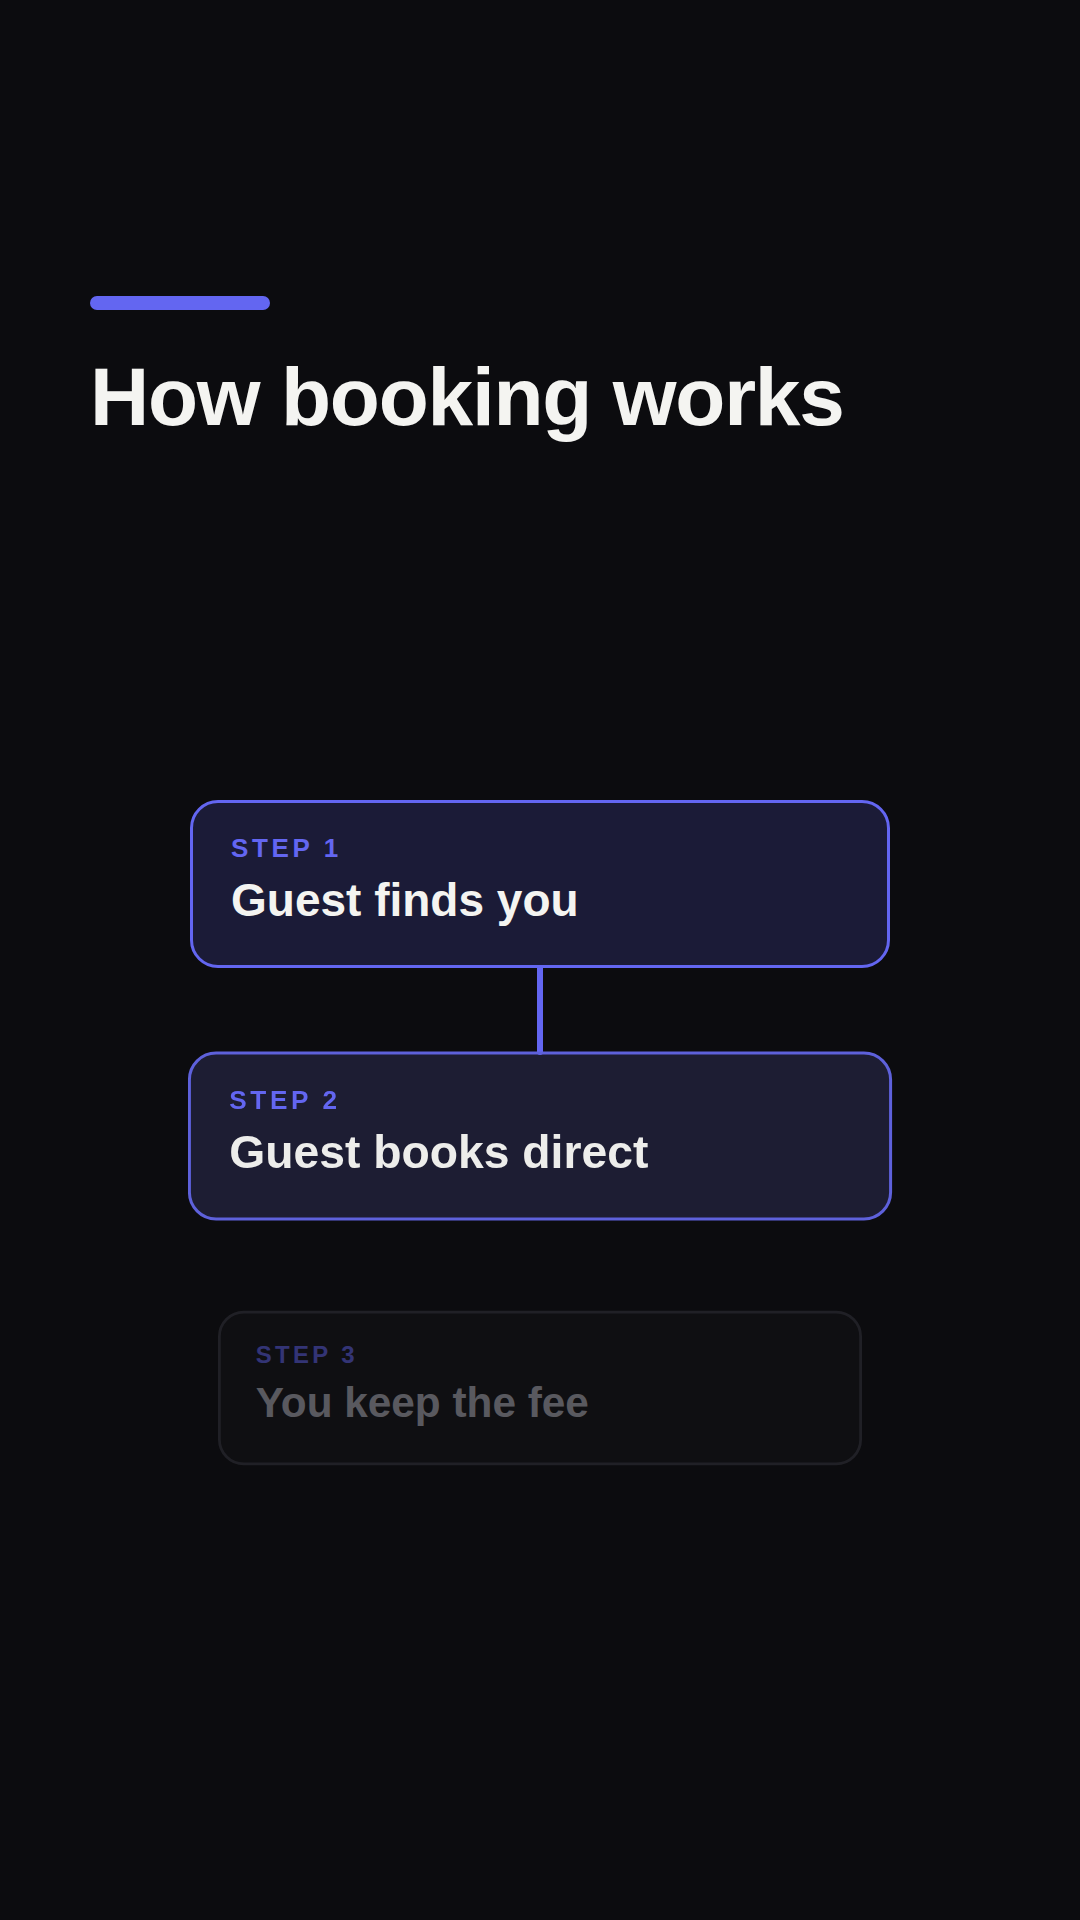 How booking works
STEP 1
Guest finds you
STEP 2
Guest books direct
STEP 3
You keep the fee